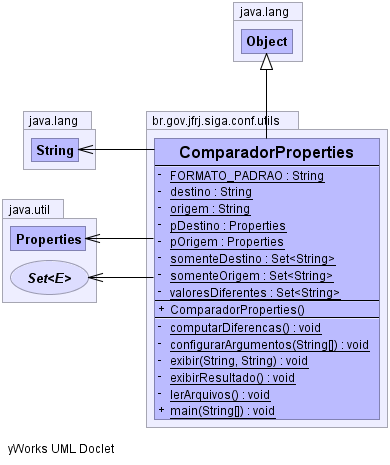 java.lang
Object
java.lang
String
br.gov.jfrj.siga.conf.utils
ComparadorProperties
- FORMATO_PADRAO : String
- destino : String
- origem : String
- pDestino : Properties
- pOrigem : Properties
- somenteDestino : Set<String>
- somenteOrigem : Set<String>
- valoresDiferentes : Set<String>
+ ComparadorProperties()
- computarDiferencas() : void
- configurarArgumentos(String[]) : void
- exibir(String, String) : void
- exibirResultado() : void
- lerArquivos() : void
+ main(String[]) : void
java.util
Properties
Set<E>
yWorks UML Doclet